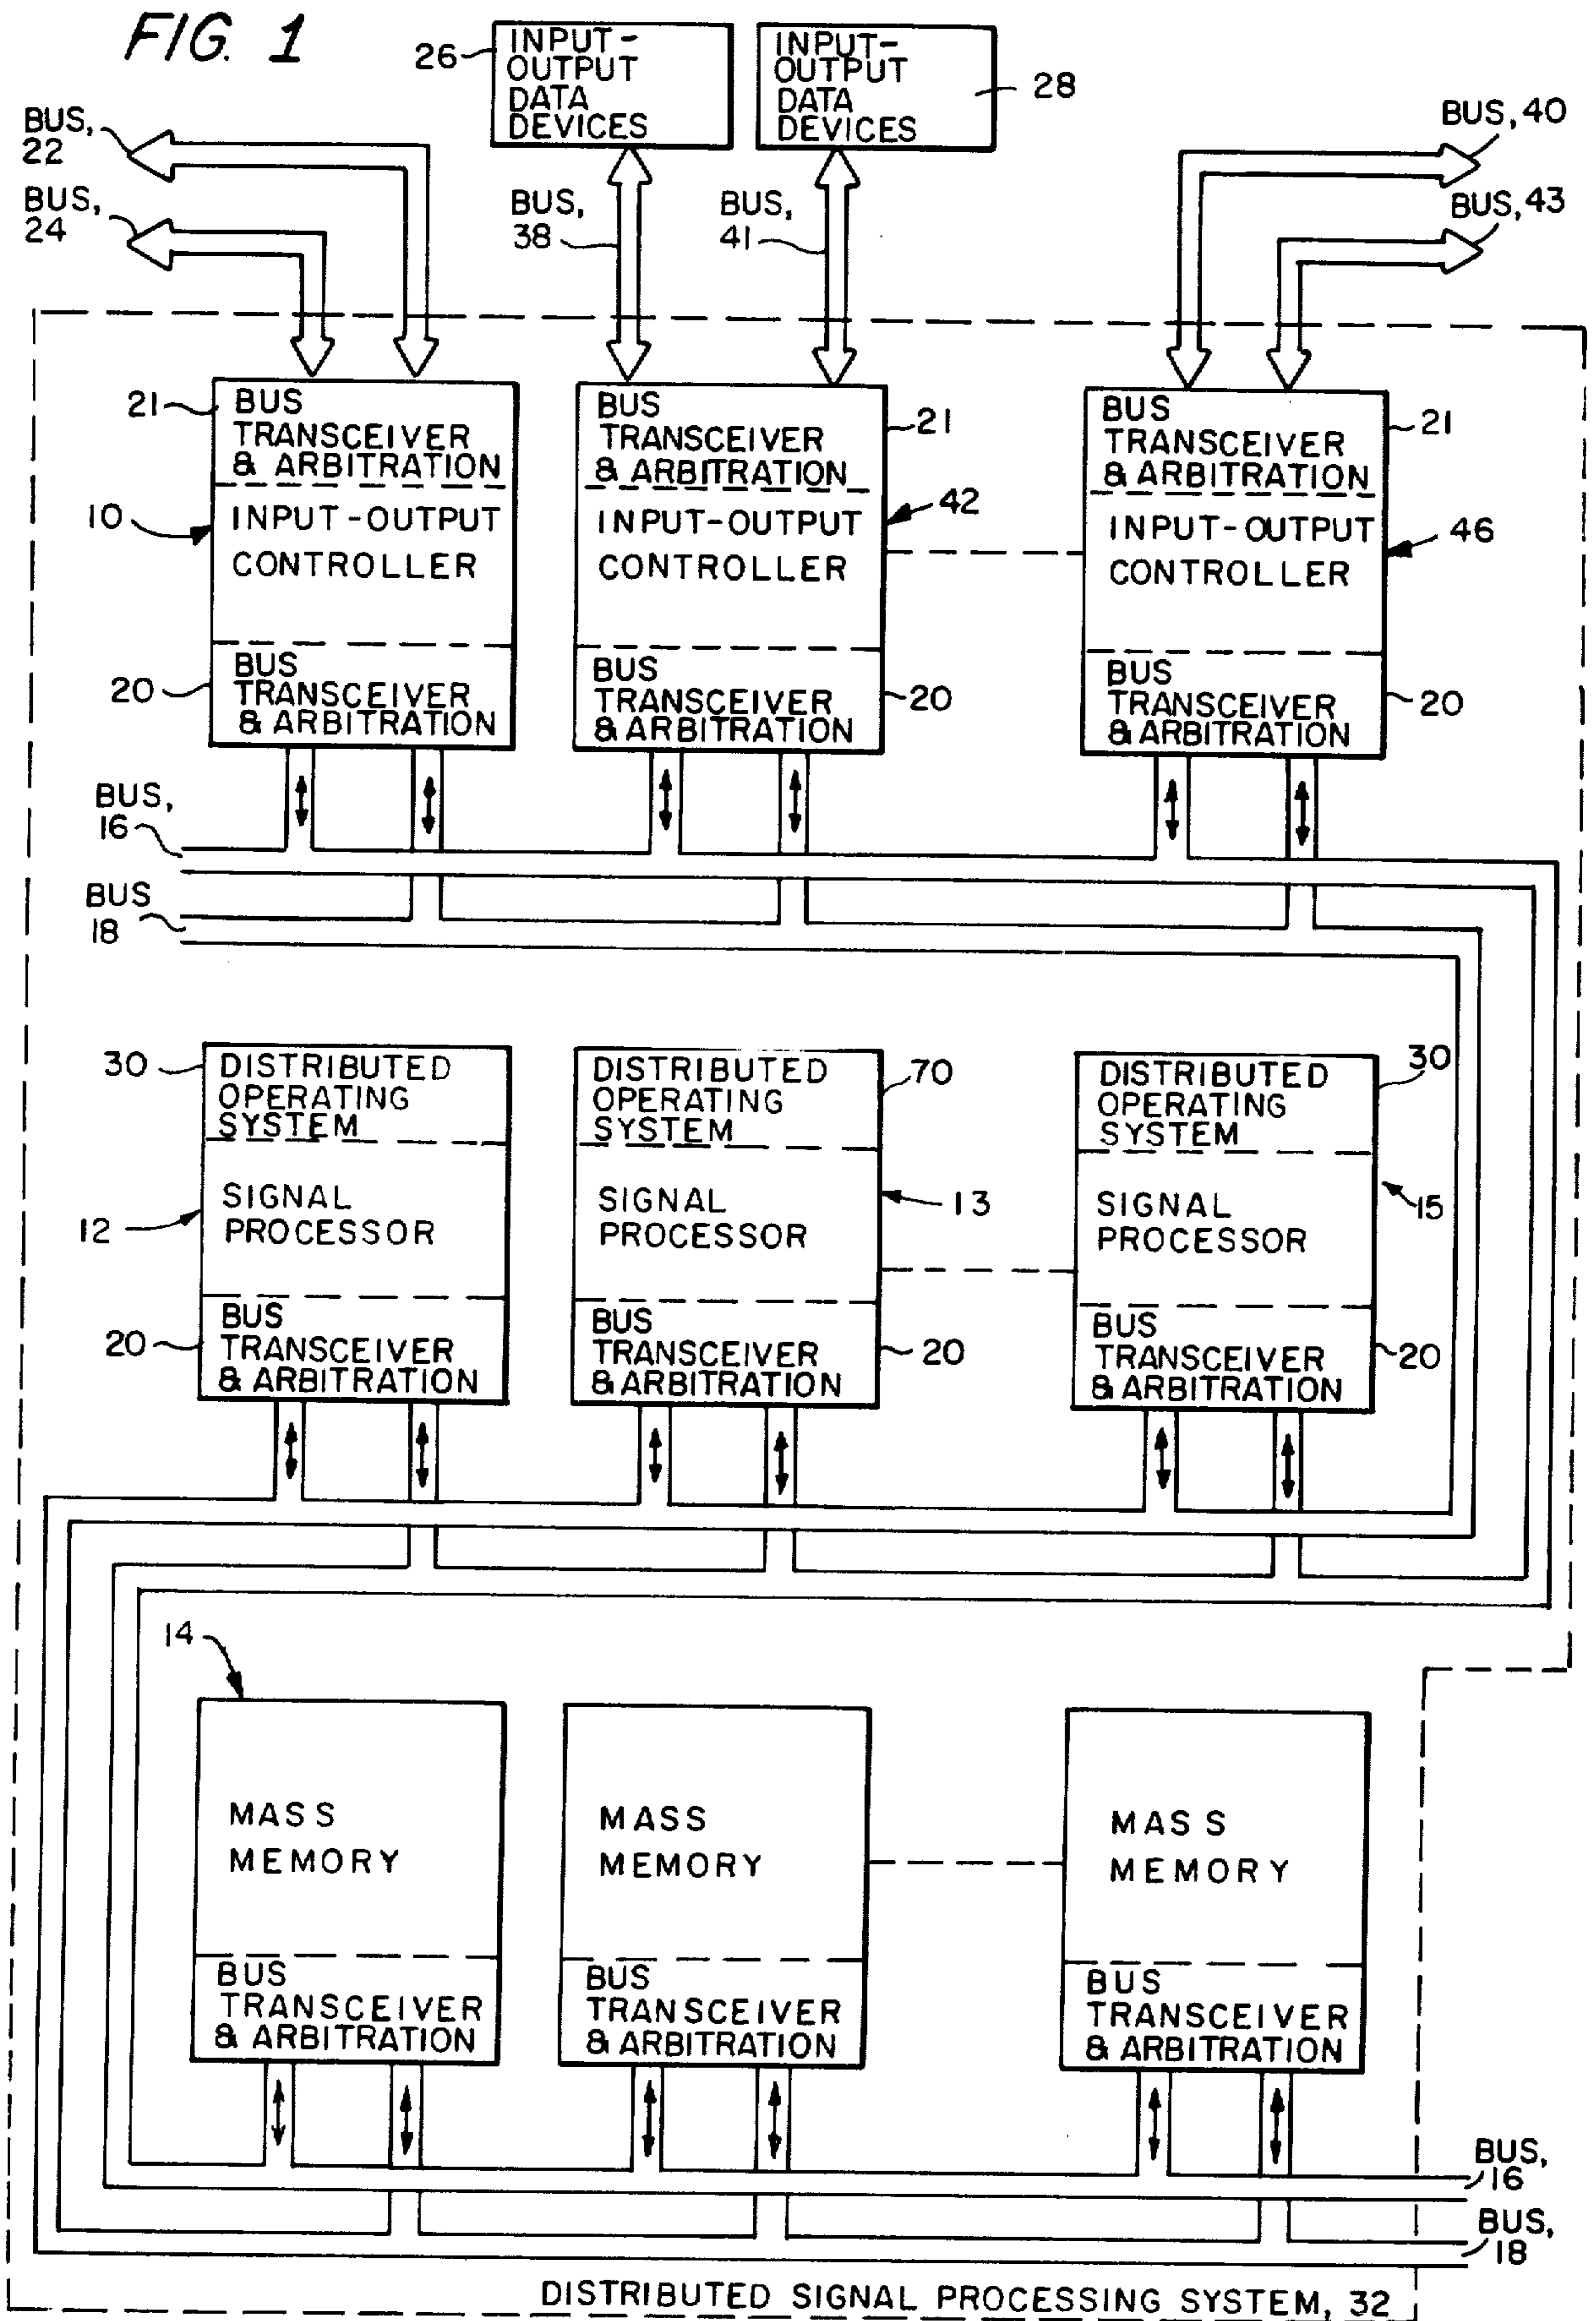 FIG. 1
26
INPUT-
OUTPUT
DATA
DEVICES
INPUT-
OUTPUT
DATA
DEVICES
28
BUS,
22
BUS,
24
BUS,
38
BUS,
41
BUS, 40
BUS, 43
21
BUS
TRANSCEIVER
& ARBITRATION
10
INPUT-OUTPUT
CONTROLLER
20
BUS
TRANSCEIVER
& ARBITRATION
BUS
TRANSCEIVER
& ARBITRATION
21
INPUT-OUTPUT
CONTROLLER
42
BUS
TRANSCEIVER
& ARBITRATION
20
BUS
TRANSCEIVER
& ARBITRATION
21
INPUT-OUTPUT
CONTROLLER
46
BUS
TRANSCEIVER
& ARBITRATION
20
BUS,
16
BUS
18
30
DISTRIBUTED
OPERATING
SYSTEM
12
SIGNAL
PROCESSOR
20
BUS
TRANSCEIVER
& ARBITRATION
DISTRIBUTED
OPERATING
SYSTEM
70
SIGNAL
PROCESSOR
13
BUS
TRANSCEIVER
& ARBITRATION
20
DISTRIBUTED
OPERATING
SYSTEM
30
SIGNAL
PROCESSOR
15
BUS
TRANSCEIVER
& ARBITRATION
20
14
MASS
MEMORY
BUS
TRANSCEIVER
& ARBITRATION
MASS
MEMORY
BUS
TRANSCEIVER
& ARBITRATION
MASS
MEMORY
BUS
TRANSCEIVER
& ARBITRATION
BUS,
16
BUS,
18
DISTRIBUTED SIGNAL PROCESSING SYSTEM, 32